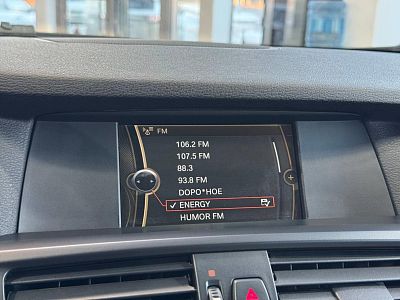 FM
106.2 FM
107.5 FM
88.3
93.8 FM
DOPO*HOE
ENERGY
HUMOR FM